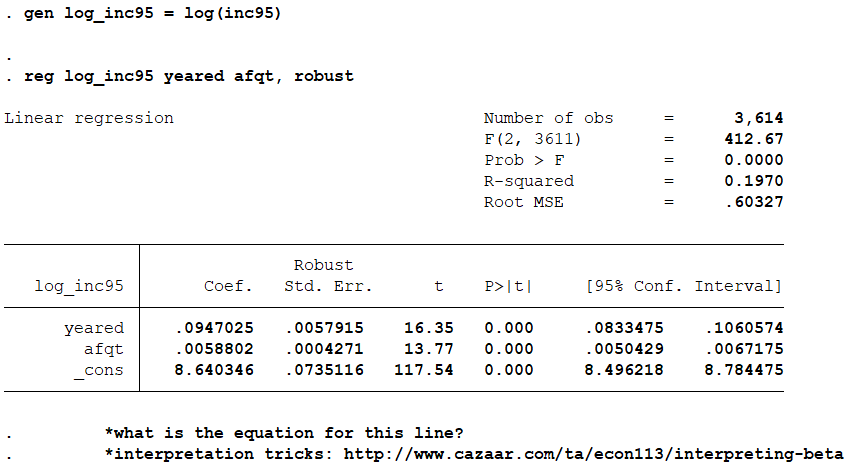 . gen log_inc95 = log(inc95)
.
. reg log_inc95 yeared afqt, robust
Linear regression Number of obs = 3,614
F(2, 3611) = 412.67
Prob > F = 0.0000
R-squared = 0.1970
Root MSE = .60327
Robust
log_inc95 Coef. Std. Err. t P>|t| [95% Conf. Interval]
yeared .0947025 .0057915 16.35 0.000 .0833475 .1060574
afqt .0058802 .0004271 13.77 0.000 .0050429 .0067175
_cons 8.640346 .0735116 117.54 0.000 8.496218 8.784475
. *what is the equation for this line?
. *interpretation tricks: http://www.cazaar.com/ta/econ113/interpreting-beta